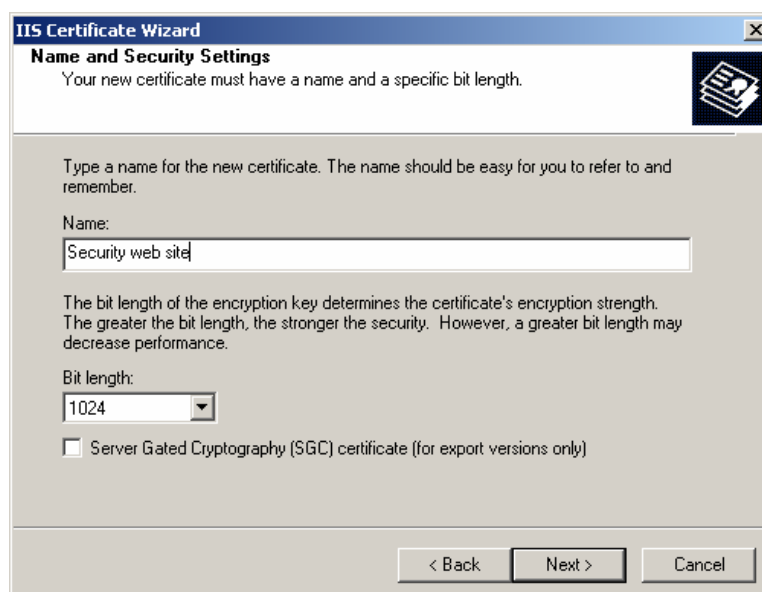 IIS Certificate Wizard
Name and Security Settings
Your new certificate must have a name and a specific bit length.
Type a name for the new certificate. The name should be easy for you to refer to and
remember.
Name:
Security web site
The bit length of the encryption key determines the certificate's encryption strength.
The greater the bit length, the stronger the security. However, a greater bit length may
decrease performance.
Bit length:
1024
Server Gated Cryptography (SGC) certificate (for export versions only)
< Back Next > Cancel